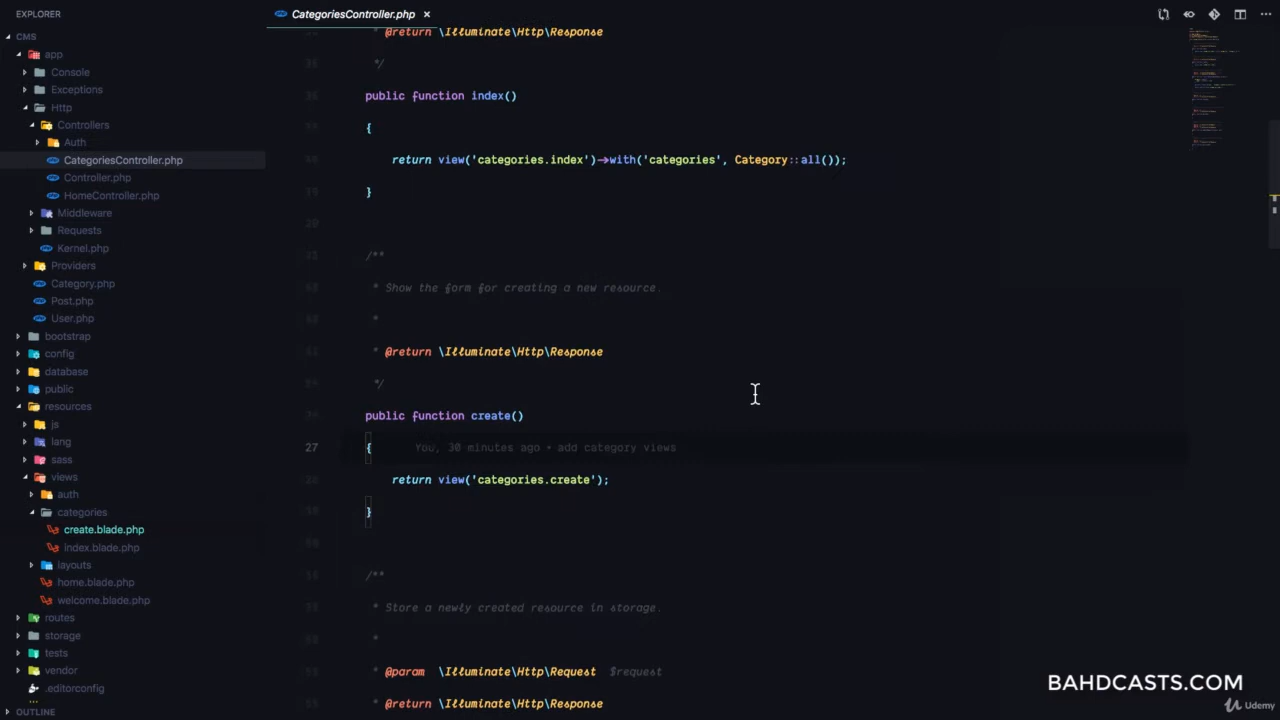 EXPLORER
CMS
app
Console
Exceptions
Http
Controllers
Auth
CategoriesController.php
Controller.php
HomeController.php
Middleware
Requests
Kernel.php
Providers
Category.php
Post.php
User.php
bootstrap
config
database
public
resources
js
lang
sass
views
auth
categories
create.blade.php
index.blade.php
layouts
home.blade.php
welcome.blade.php
routes
storage
tests
vendor
.editorconfig
OUTLINE
CategoriesController.php ×
* @return \Illuminate\Http\Response
*/
public function index()
{
return view('categories.index')->with('categories', Category::all());
}
/**
* Show the form for creating a new resource.
*
* @return \Illuminate\Http\Response
*/
public function create()
27 { You, 30 minutes ago • add category views
return view('categories.create');
}
/**
* Store a newly created resource in storage.
*
* @param \Illuminate\Http\Request $request
* @return \Illuminate\Http\Response
BAHDCASTS.COM
Udemy